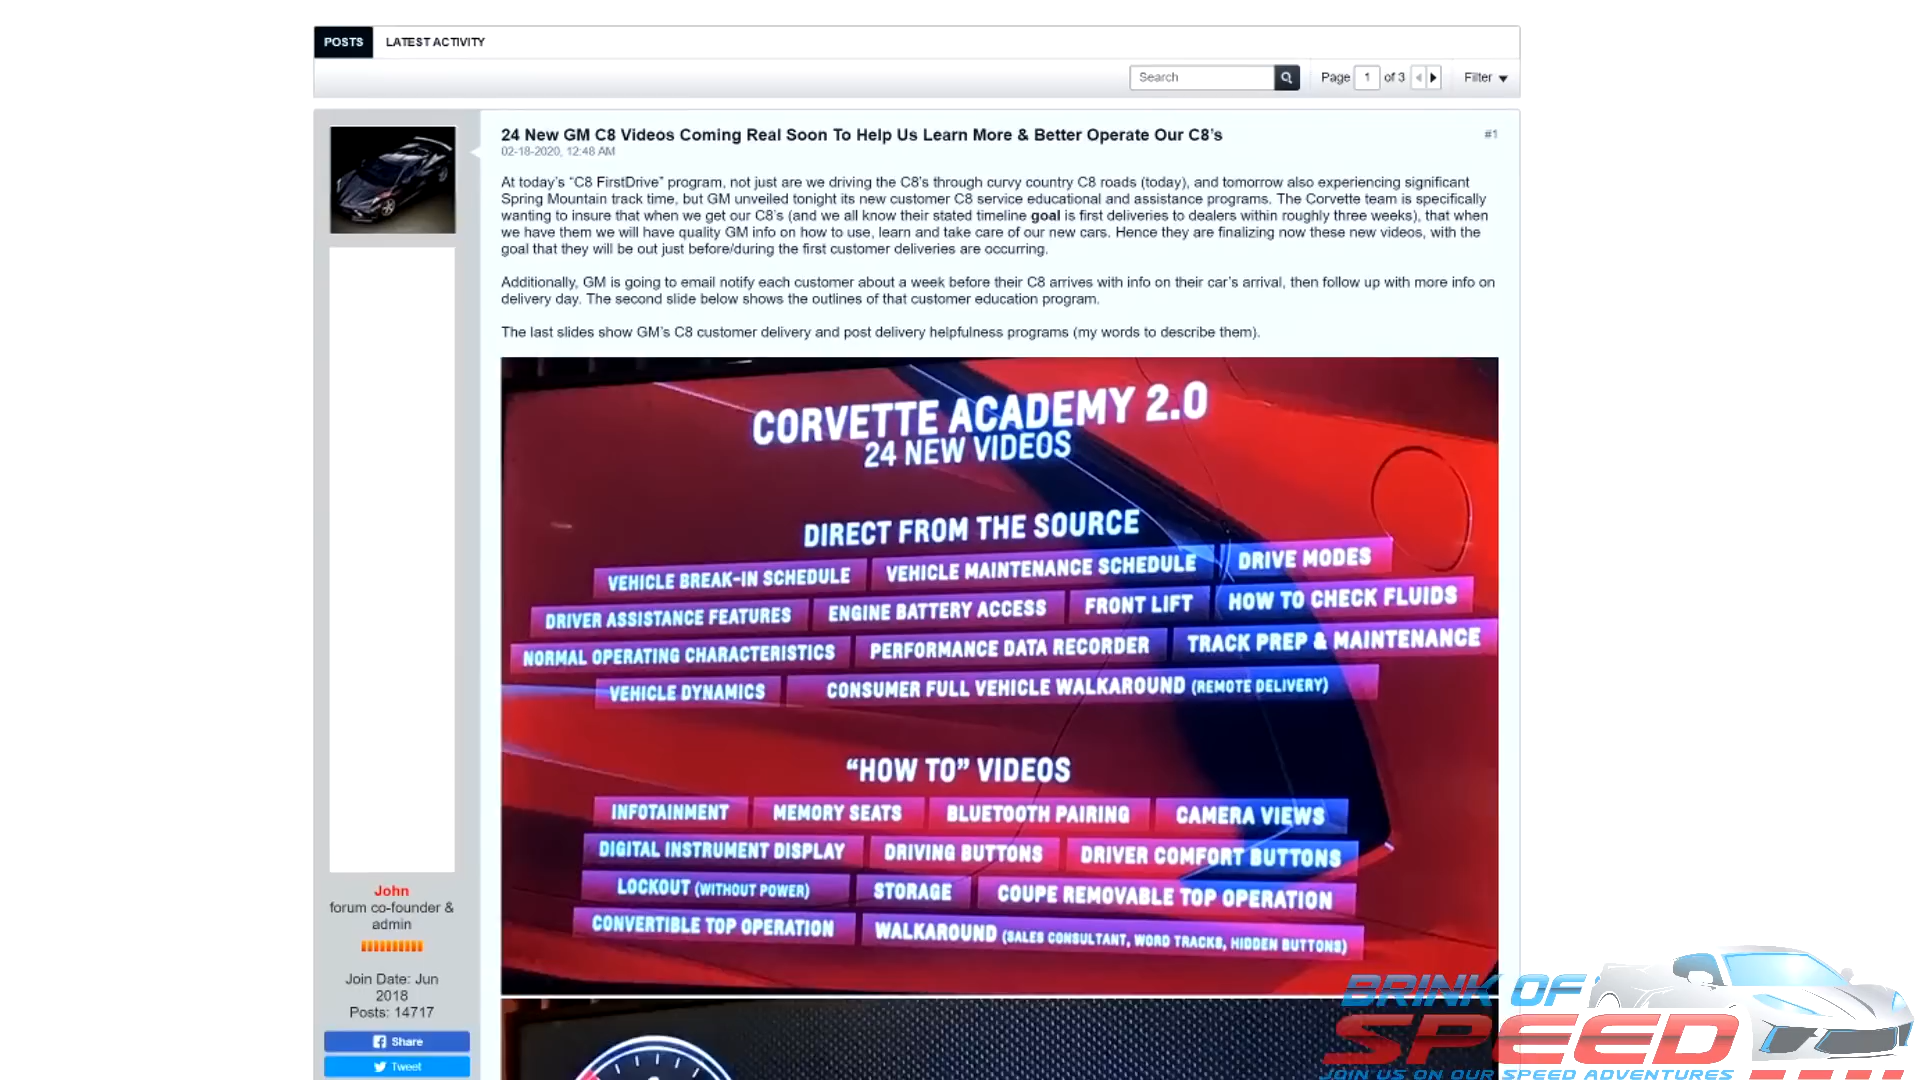 POSTS LATEST ACTIVITY
Search Page 1 of 3 Filter
24 New GM C8 Videos Coming Real Soon To Help Us Learn More & Better Operate Our C8's #1
02-18-2020, 12:48 AM
At today's “C8 FirstDrive” program, not just are we driving the C8's through curvy country C8 roads (today), and tomorrow also experiencing significant
Spring Mountain track time, but GM unveiled tonight its new customer C8 service educational and assistance programs. The Corvette team is specifically
wanting to insure that when we get our C8's (and we all know their stated timeline goal is first deliveries to dealers within roughly three weeks), that when
we have them we will have quality GM info on how to use, learn and take care of our new cars. Hence they are finalizing now these new videos, with the
goal that they will be out just before/during the first customer deliveries are occurring.
Additionally, GM is going to email notify each customer about a week before their C8 arrives with info on their car's arrival, then follow up with more info on
delivery day. The second slide below shows the outlines of that customer education program.
The last slides show GM's C8 customer delivery and post delivery helpfulness programs (my words to describe them).
CORVETTE ACADEMY 2.0
24 NEW VIDEOS
DIRECT FROM THE SOURCE
VEHICLE BREAK-IN SCHEDULE VEHICLE MAINTENANCE SCHEDULE DRIVE MODES
DRIVER ASSISTANCE FEATURES ENGINE BATTERY ACCESS FRONT LIFT HOW TO CHECK FLUIDS
NORMAL OPERATING CHARACTERISTICS PERFORMANCE DATA RECORDER TRACK PREP & MAINTENANCE
VEHICLE DYNAMICS CONSUMER FULL VEHICLE WALKAROUND (REMOTE DELIVERY)
“HOW TO” VIDEOS
INFOTAINMENT MEMORY SEATS BLUETOOTH PAIRING CAMERA VIEWS
DIGITAL INSTRUMENT DISPLAY DRIVING BUTTONS DRIVER COMFORT BUTTONS
LOCKOUT (WITHOUT POWER) STORAGE COUPE REMOVABLE TOP OPERATION
CONVERTIBLE TOP OPERATION WALKAROUND (SALES CONSULTANT, WORD TRACKS, HIDDEN BUTTONS)
John
forum co-founder &
admin
Join Date: Jun
2018
Posts: 14717
Share
Tweet
BRINK OF
SPEED
JOIN US ON OUR SPEED ADVENTURES